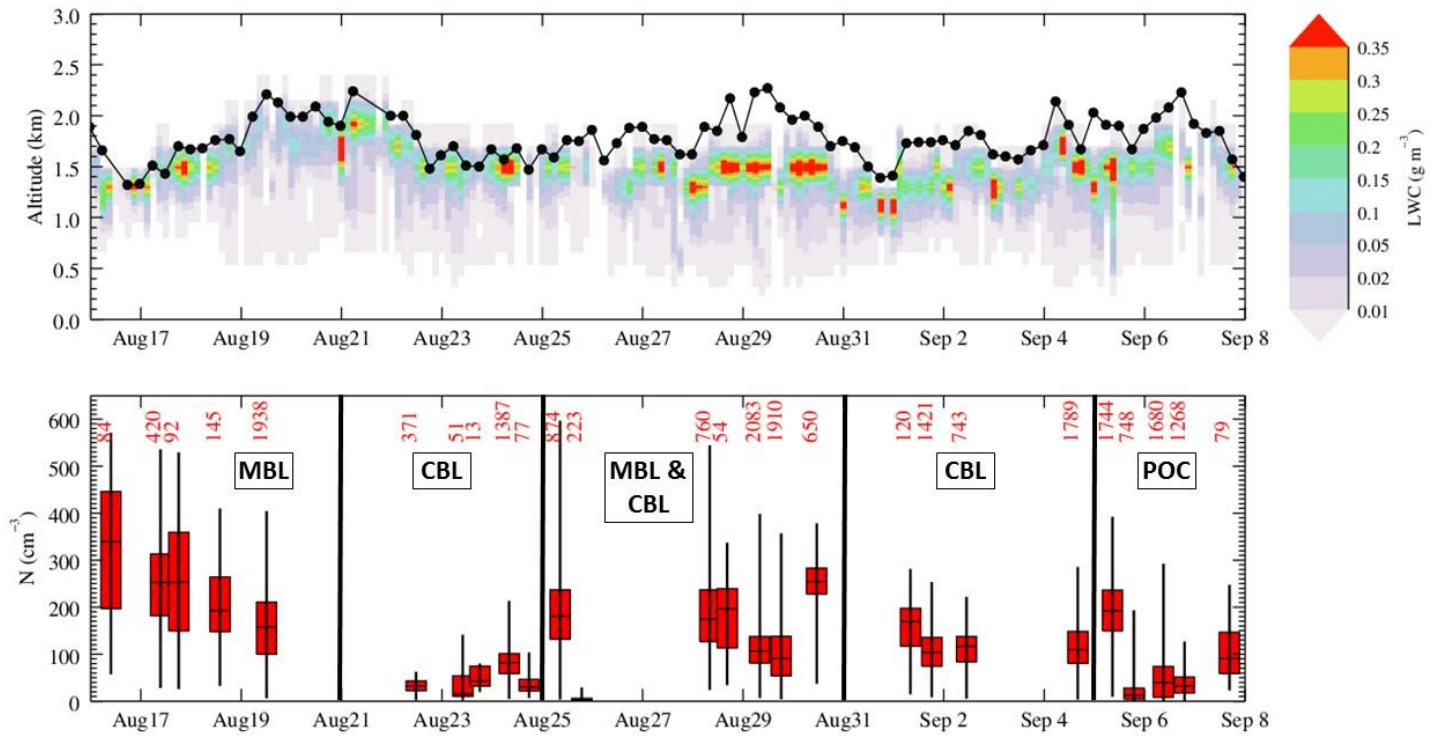 3.0
2.5
2.0
1.5
1.0
0.5
0.0
Altitude (km)
Aug17 Aug19 Aug21 Aug23 Aug25 Aug27 Aug29 Aug31 Sep 2 Sep 4 Sep 6 Sep 8
0.35
0.3
0.25
0.2
0.15
0.1
0.05
0.02
0.01
LWC (g m⁻³)
600
500
400
300
200
100
0
N (cm⁻³)
84 420 92 145 1938 371 51 13 1387 77 874 223 760 54 2083 1910 650 120 1421 743 1789 1744 748 1680 1268 79
MBL CBL MBL & CBL POC
CBL
Aug17 Aug19 Aug21 Aug23 Aug25 Aug27 Aug29 Aug31 Sep 2 Sep 4 Sep 6 Sep 8